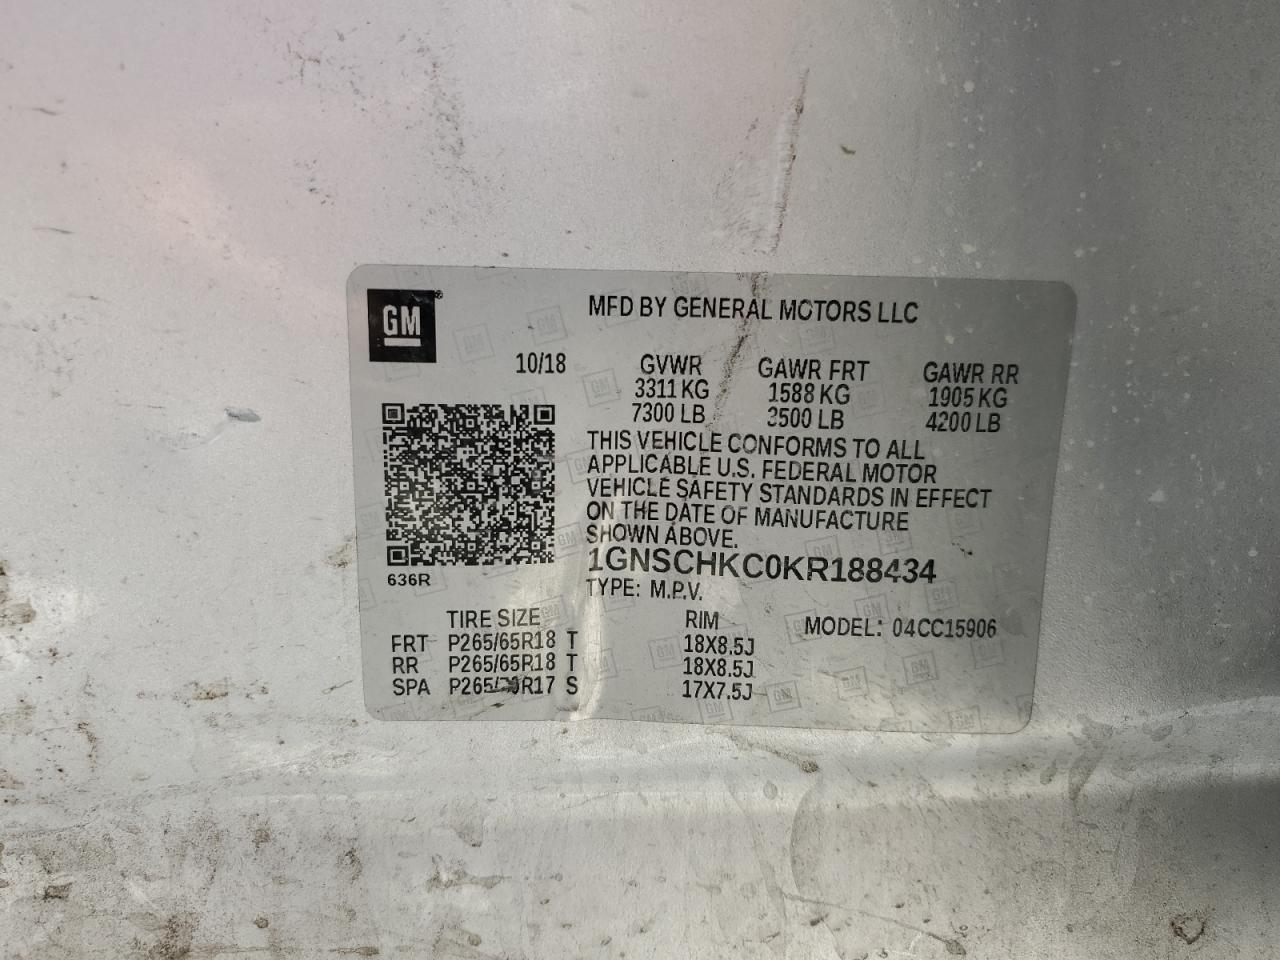 GM®
MFD BY GENERAL MOTORS LLC
10/18 GVWR GAWR FRT GAWR RR
3311 KG 1588 KG 1905 KG
7300 LB 3500 LB 4200 LB
THIS VEHICLE CONFORMS TO ALL
APPLICABLE U.S. FEDERAL MOTOR
VEHICLE SAFETY STANDARDS IN EFFECT
ON THE DATE OF MANUFACTURE
SHOWN ABOVE.
1GNSCHKC0KR188434
636R
TYPE: M.P.V.
TIRE SIZE RIM MODEL: 04CC15906
FRT P265/65R18 T 18X8.5J
RR P265/65R18 T 18X8.5J
SPA P265/70R17 S 17X7.5J